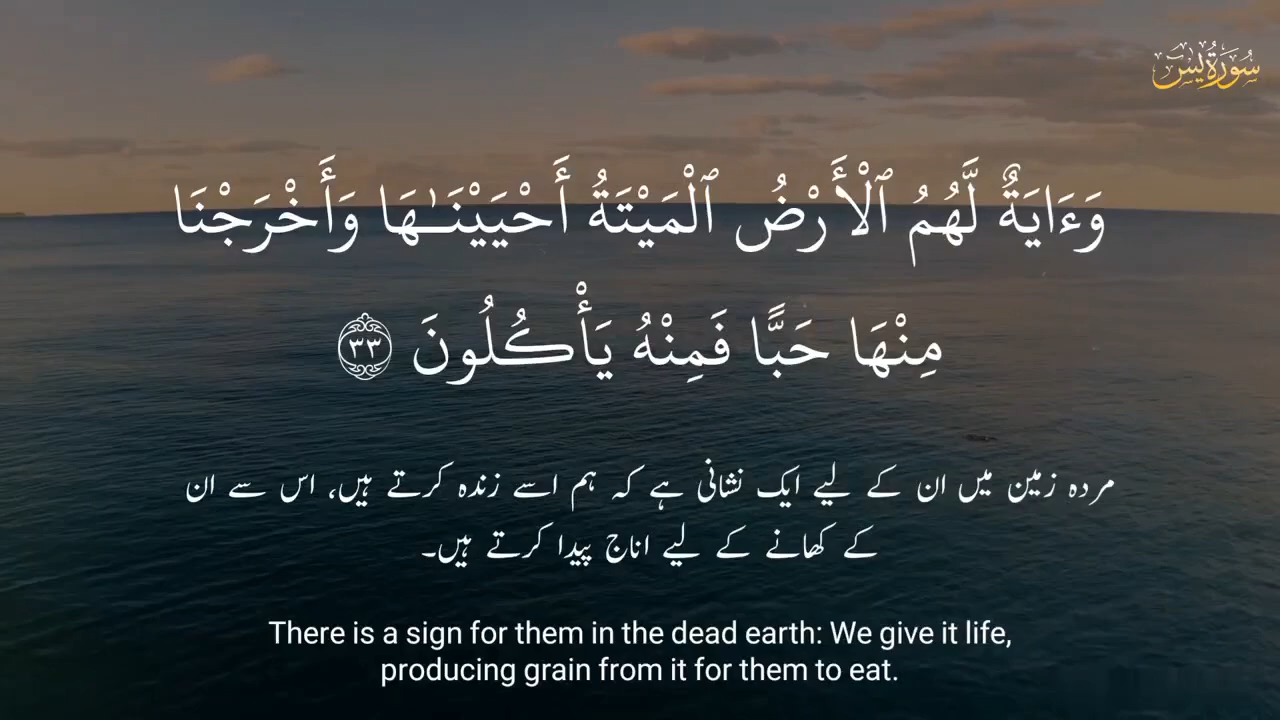 سُورَةُ يس
وَءَايَةٌ لَّهُمُ ٱلْأَرْضُ ٱلْمَيْتَةُ أَحْيَيْنَـٰهَا وَأَخْرَجْنَا
مِنْهَا حَبًّا فَمِنْهُ يَأْكُلُونَ ٣٣
مردہ زمین میں ان کے لیے ایک نشانی ہے کہ ہم اسے زندہ کرتے ہیں، اس سے ان
کے کھانے کے لیے اناج پیدا کرتے ہیں۔
There is a sign for them in the dead earth: We give it life,
producing grain from it for them to eat.